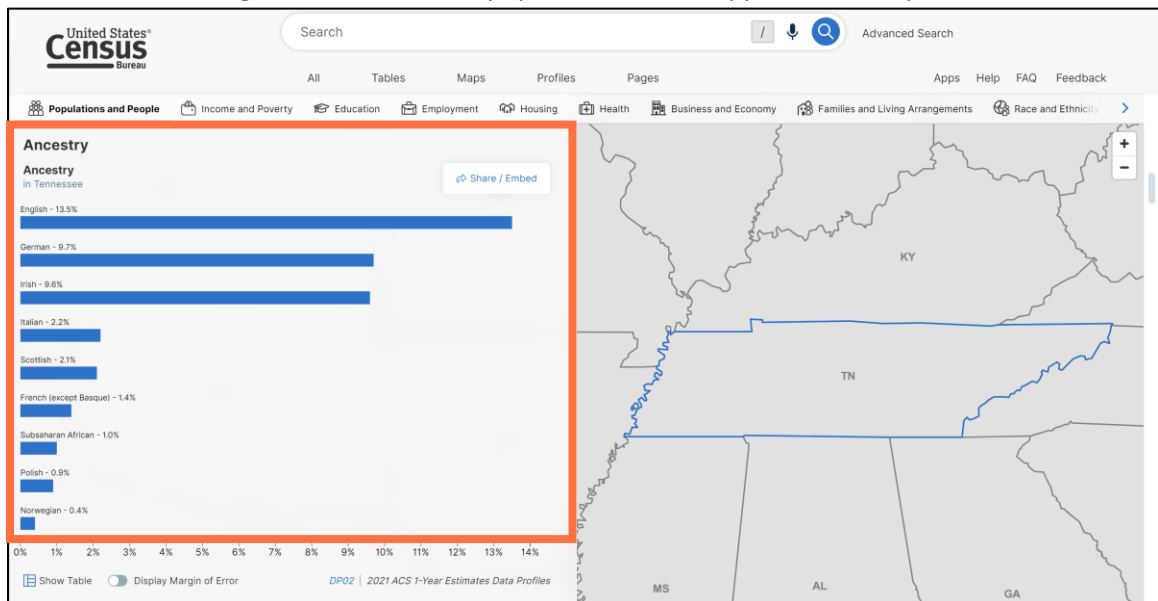 United States®
Census
Bureau
Search
/
Advanced Search
All Tables Maps Profiles Pages
Apps Help FAQ Feedback
Populations and People Income and Poverty Education Employment Housing Health Business and Economy Families and Living Arrangements Race and Ethnicity
Ancestry
Ancestry
in Tennessee
Share / Embed
English - 13.5%
German - 9.7%
Irish - 9.6%
Italian - 2.2%
Scottish - 2.1%
French (except Basque) - 1.4%
Subsaharan African - 1.0%
Polish - 0.9%
Norwegian - 0.4%
0% 1% 2% 3% 4% 5% 6% 7% 8% 9% 10% 11% 12% 13% 14%
Show Table Display Margin of Error DP02 | 2021 ACS 1-Year Estimates Data Profiles
+
−
KY
TN
MS AL GA